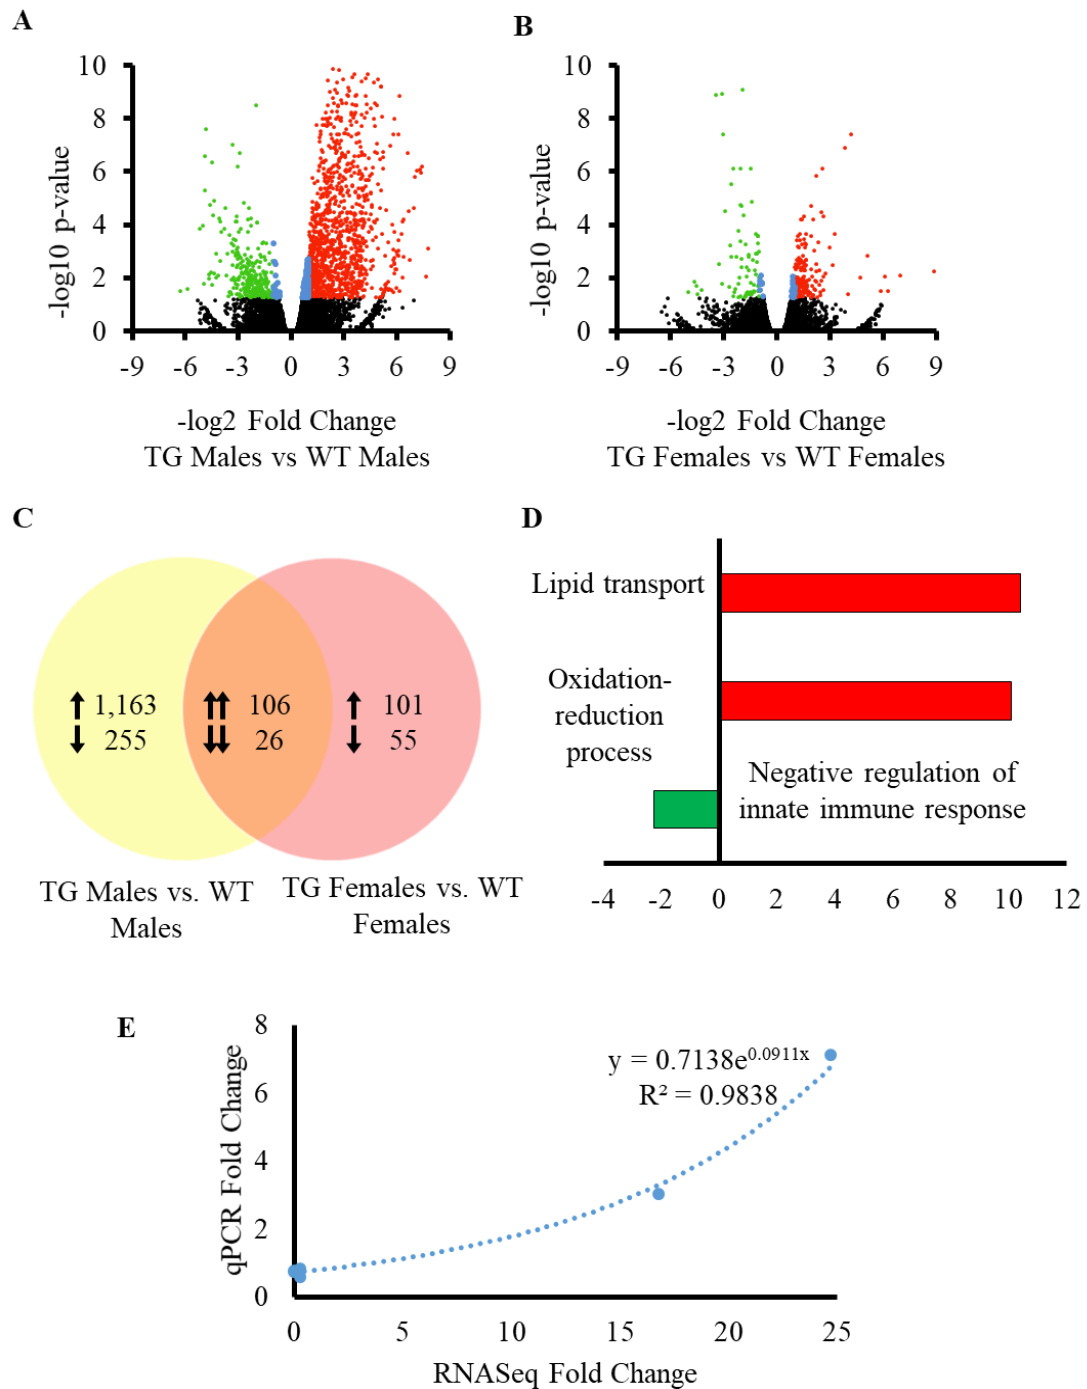 A
10
8
6
4
2
0
-log10 p-value
-9 -6 -3 0 3 6 9
-log2 Fold Change
TG Males vs WT Males
B
10
8
6
4
2
0
-log10 p-value
-9 -6 -3 0 3 6 9
-log2 Fold Change
TG Females vs WT Females
C
1,163
255
106
26
101
55
TG Males vs. WT
Males
TG Females vs. WT
Females
D
Lipid transport
Oxidation-
reduction
process
Negative regulation of
innate immune response
-4 -2 0 2 4 6 8 10 12
E
8
6
4
2
0
qPCR Fold Change
y = 0.7138e^0.0911x
R² = 0.9838
0 5 10 15 20 25
RNASeq Fold Change